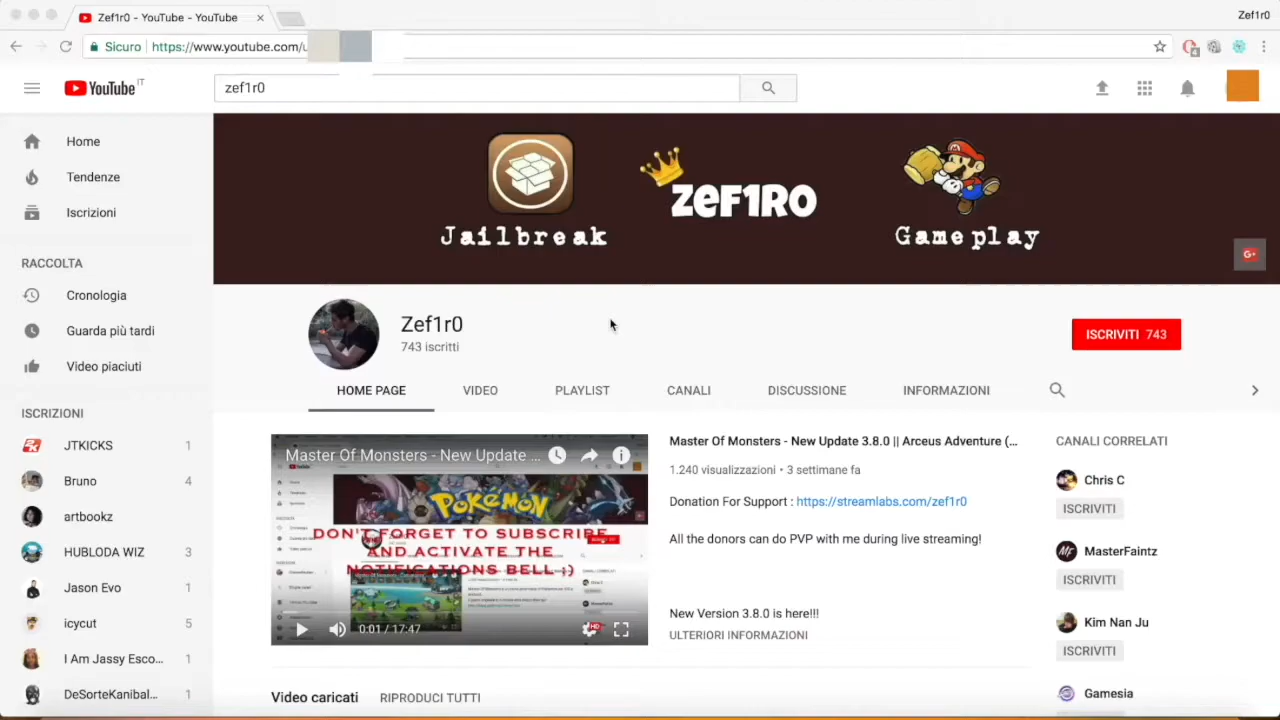 Zef1r0 - YouTube - YouTube
Zef1r0
Sicuro
https://www.youtube.com/u
YouTube IT
zef1r0
Home
Tendenze
Iscrizioni
RACCOLTA
Cronologia
Guarda più tardi
Video piaciuti
ISCRIZIONI
JTKICKS 1
Bruno 4
artbookz
HUBLODA WIZ 3
Jason Evo 1
icycut 5
I Am Jassy Esco... 1
DeSorteKanibal... 1
Jailbreak
ZeF1R0
Gameplay
G+
Zef1r0
743 iscritti
ISCRIVITI 743
HOME PAGE
VIDEO
PLAYLIST
CANALI
DISCUSSIONE
INFORMAZIONI
Master Of Monsters - New Update ...
POKéMON
DON'T FORGET TO SUBSCRIBE
AND ACTIVATE THE
NOTIFICATIONS BELL ;)
0:01 / 17:47
HD
Master Of Monsters - New Update 3.8.0 || Arceus Adventure (...
1.240 visualizzazioni • 3 settimane fa
Donation For Support : https://streamlabs.com/zef1r0
All the donors can do PVP with me during live streaming!
New Version 3.8.0 is here!!!
ULTERIORI INFORMAZIONI
CANALI CORRELATI
Chris C
ISCRIVITI
MasterFaintz
ISCRIVITI
Kim Nan Ju
ISCRIVITI
Gamesia
Video caricati
RIPRODUCI TUTTI